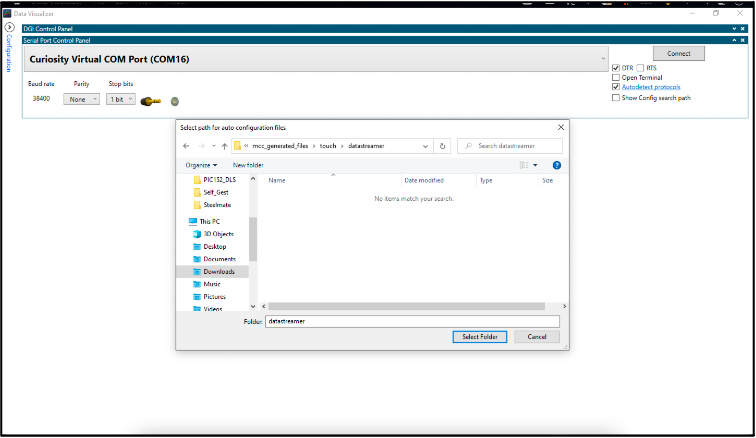 Data Visualizer
Configuration
DGI Control Panel
Serial Port Control Panel
Curiosity Virtual COM Port (COM16)
Connect
Baud rate Parity Stop bits
38400 None 1 bit
DTR RTS
Open Terminal
Autodetect protocols
Show Config search path
Select path for auto configuration files
« mcc_generated_files › touch › datastreamer
Search datastreamer
Organize New folder
PIC152_DLS
Self_Gest
Steelmate
This PC
3D Objects
Desktop
Documents
Downloads
Music
Pictures
Videos
Name Date modified Type Size
No items match your search.
Folder: datastreamer
Select Folder Cancel